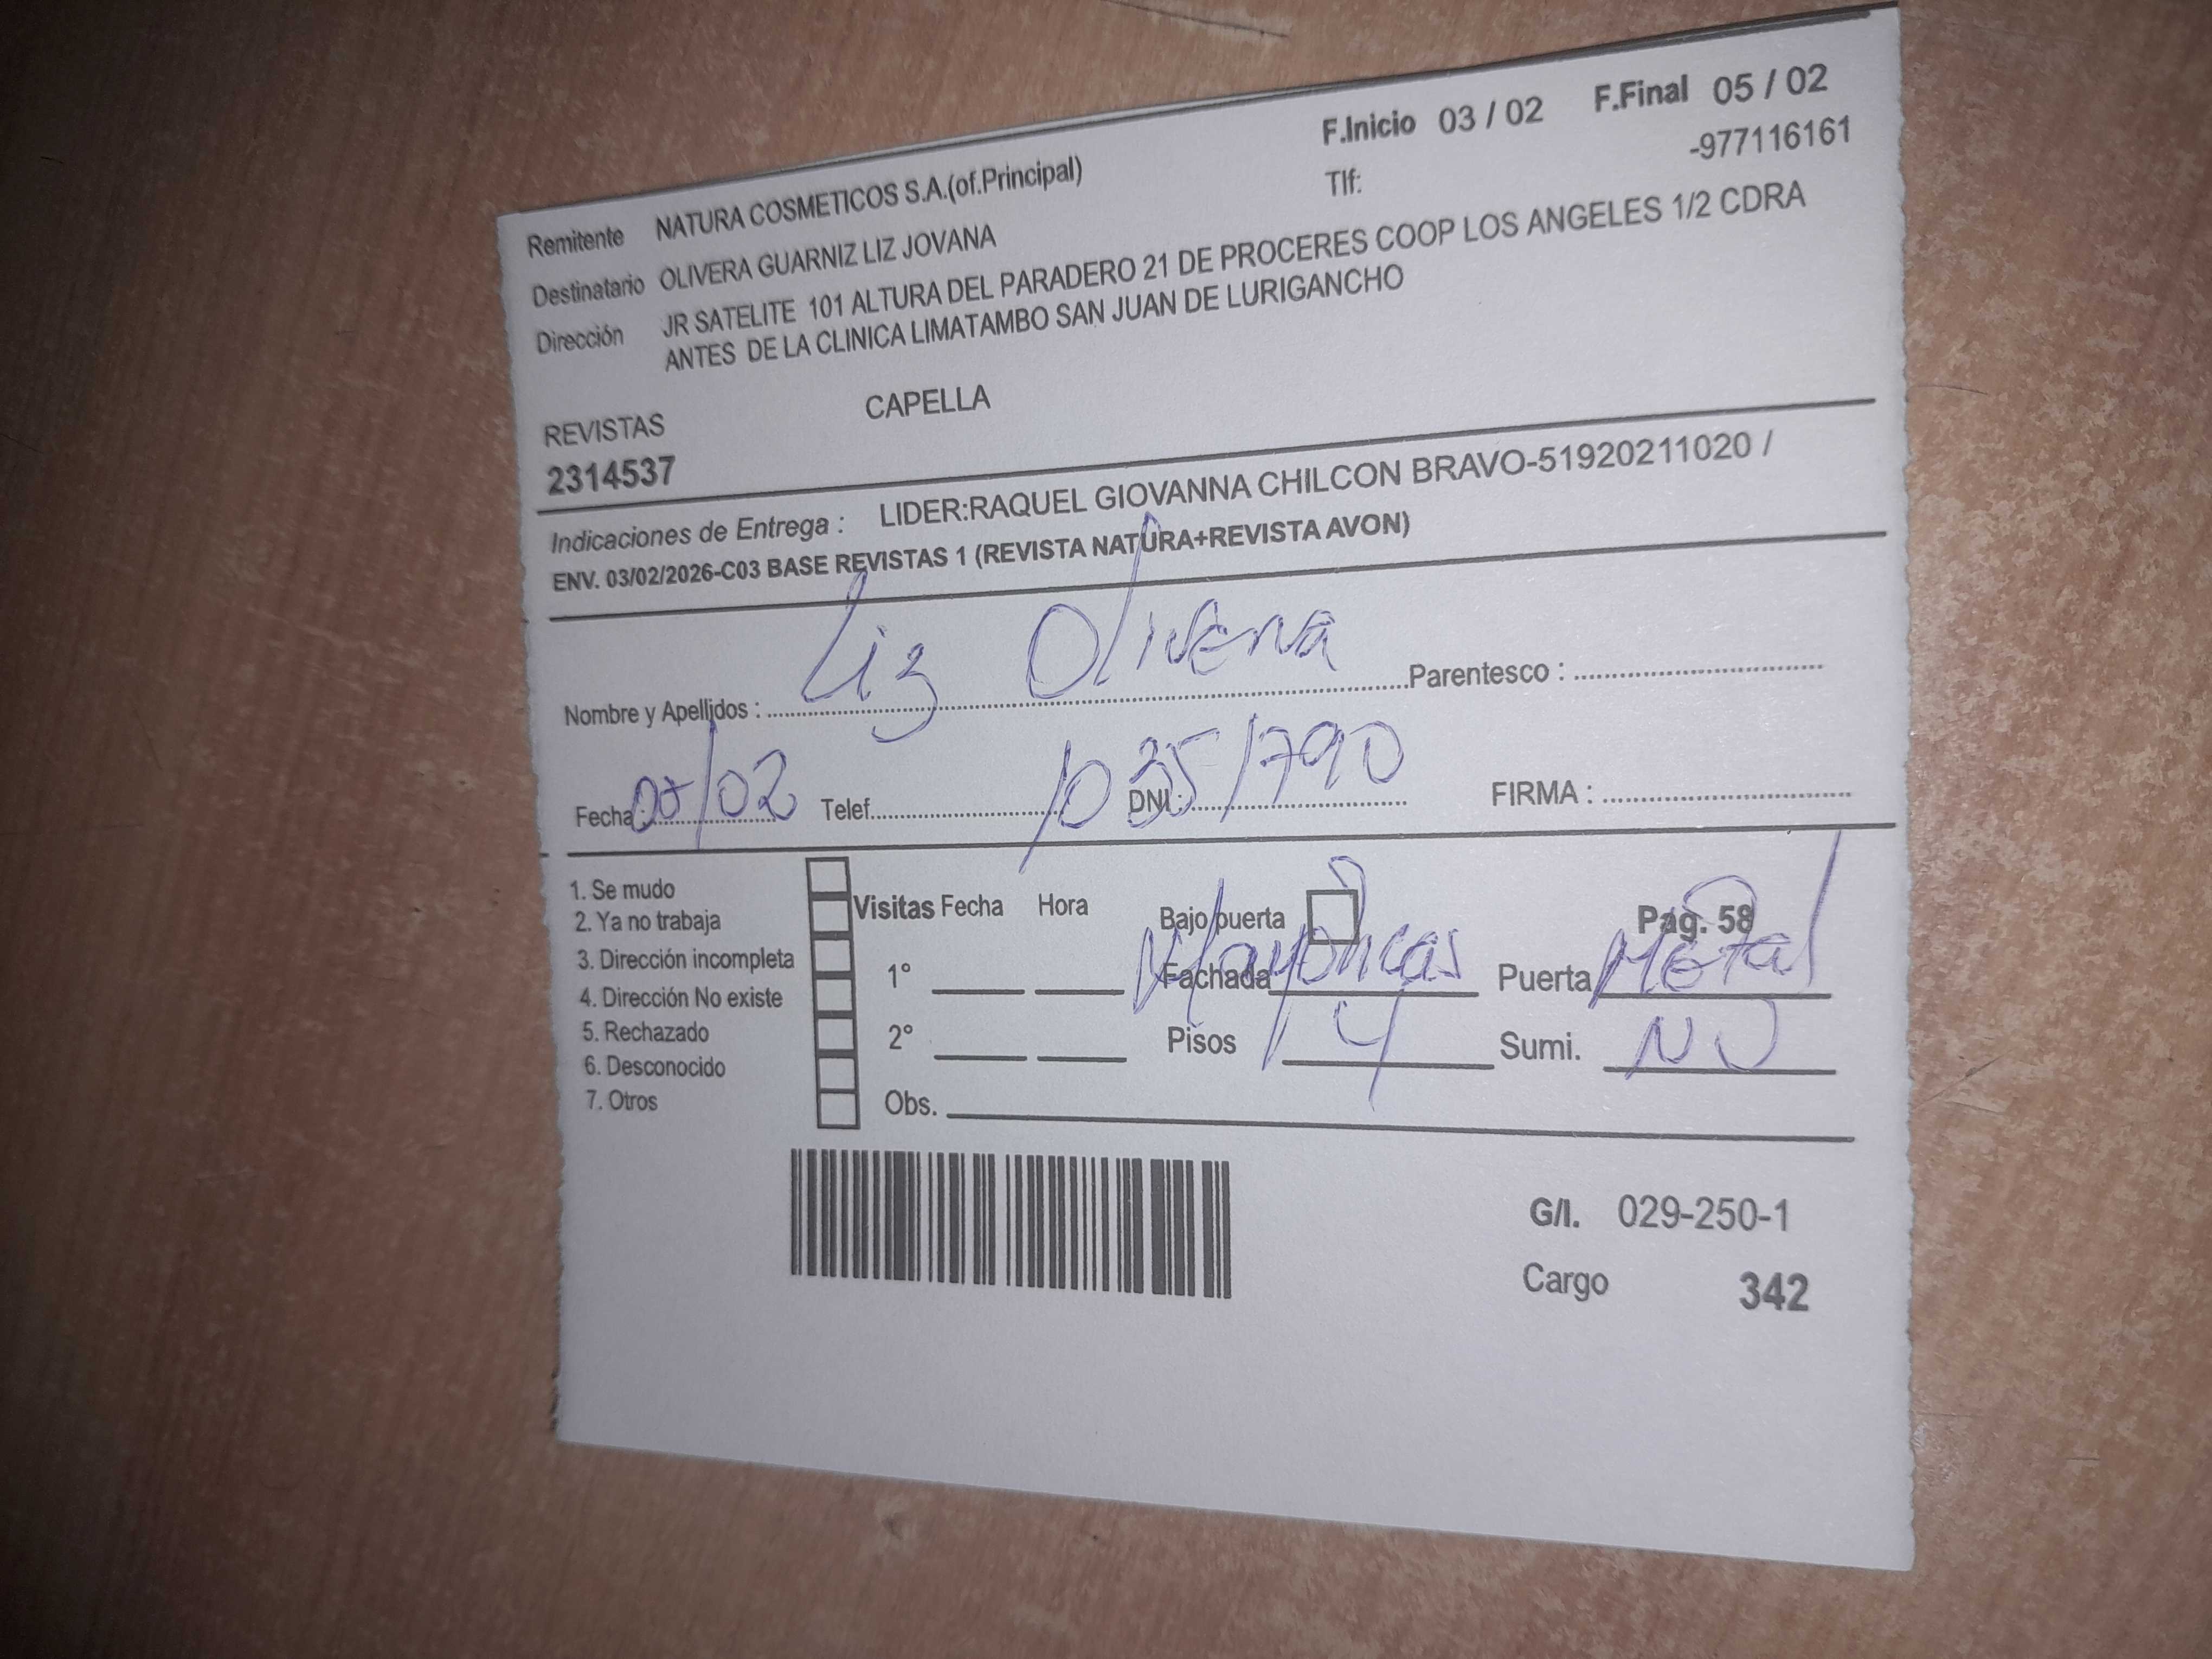 F.Inicio 03 / 02 F.Final 05 / 02
Remitente NATURA COSMETICOS S.A.(of.Principal) Tlf: -977116161
Destinatario OLIVERA GUARNIZ LIZ JOVANA
Dirección JR SATELITE 101 ALTURA DEL PARADERO 21 DE PROCERES COOP LOS ANGELES 1/2 CDRA
ANTES DE LA CLINICA LIMATAMBO SAN JUAN DE LURIGANCHO
REVISTAS CAPELLA
2314537
Indicaciones de Entrega : LIDER:RAQUEL GIOVANNA CHILCON BRAVO-51920211020 /
ENV. 03/02/2026-C03 BASE REVISTAS 1 (REVISTA NATURA+REVISTA AVON)
Nombre y Apellidos : Liz Olivera Parentesco :
Fecha : /02 Telef. DNI : FIRMA :
1. Se mudo
2. Ya no trabaja
3. Dirección incompleta
4. Dirección No existe
5. Rechazado
6. Desconocido
7. Otros
Visitas Fecha Hora
1°
2°
Obs.
Bajo puerta Pag. 58
Fachada Mayolicas Puerta Metal
Pisos 4 Sumi.
G/I. 029-250-1
Cargo 342